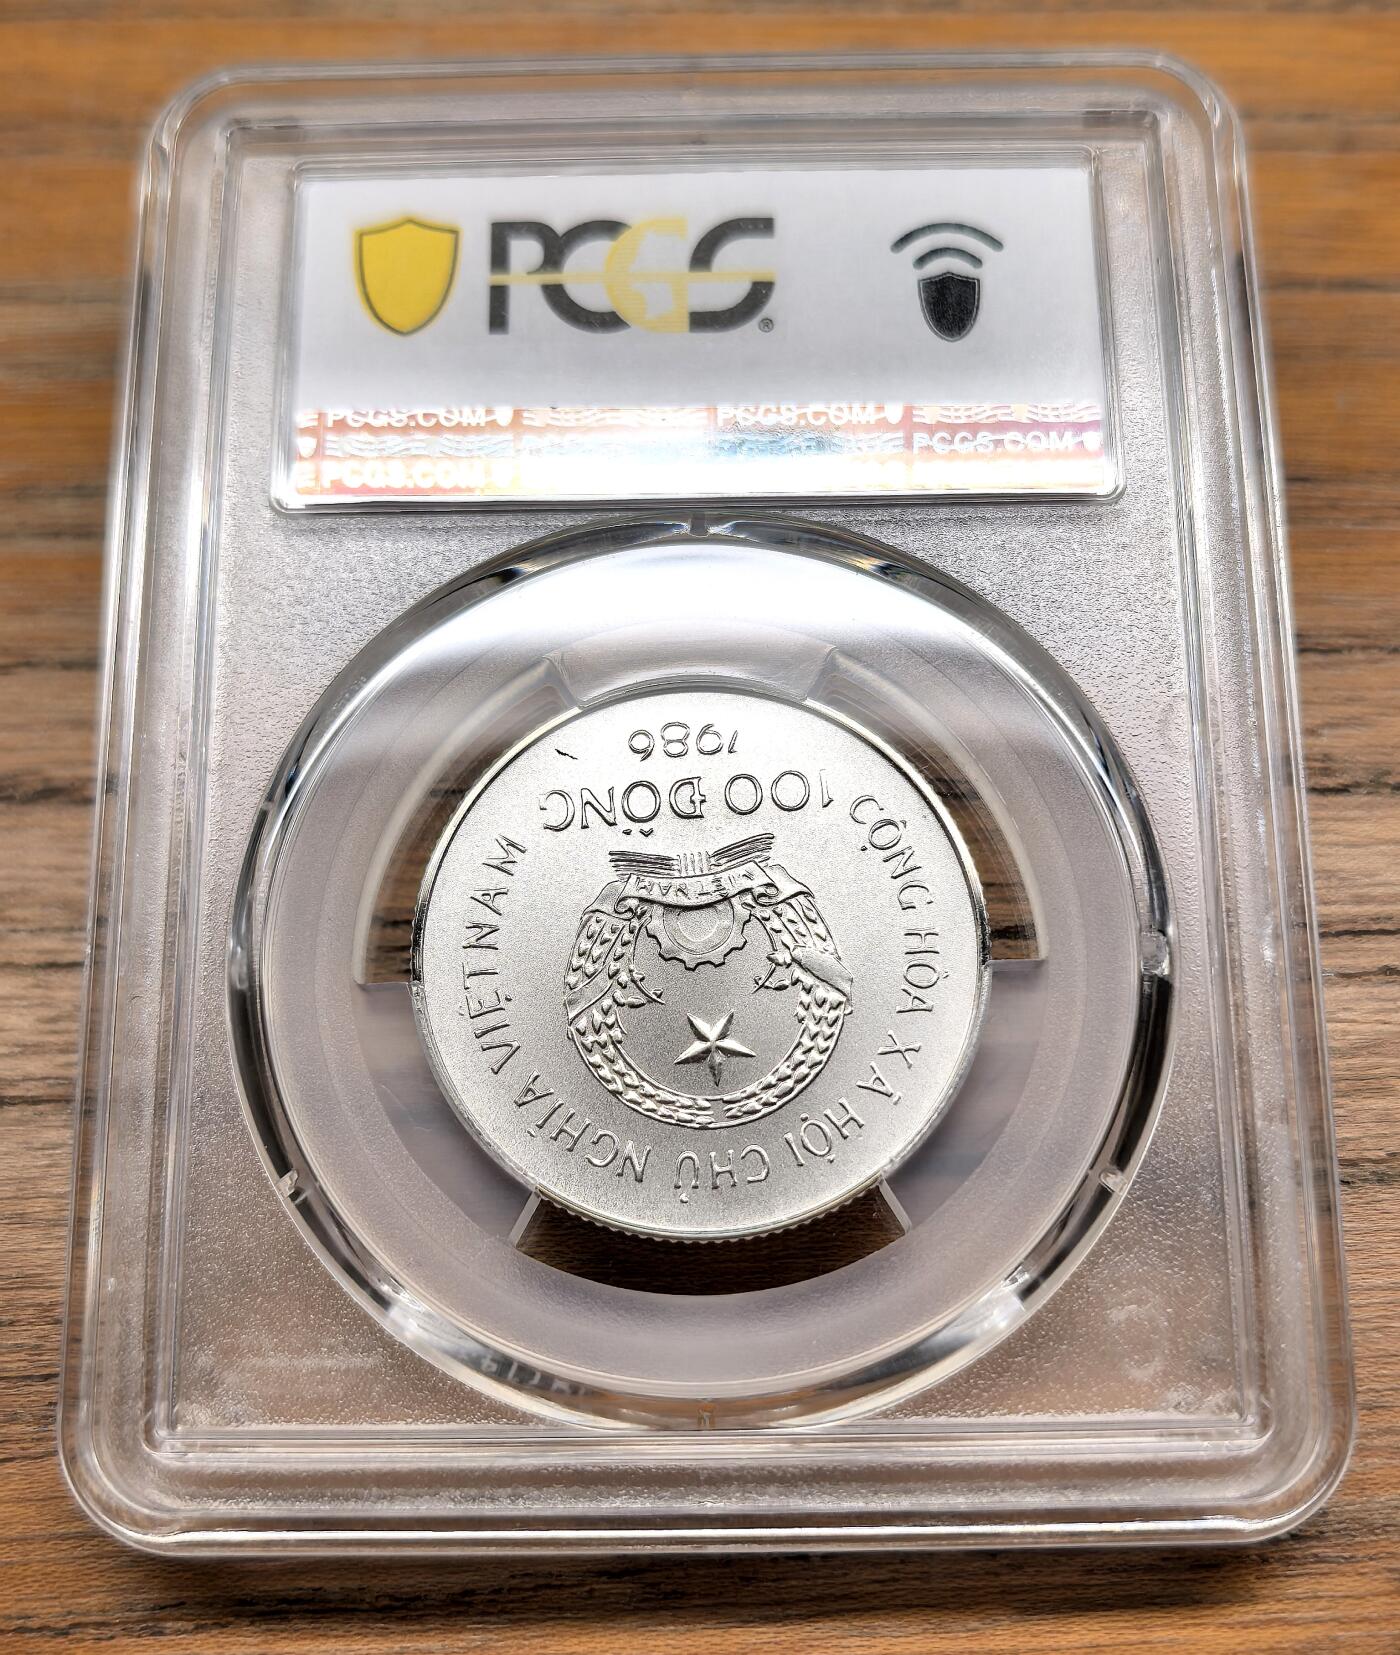 PCGS®
PCGS.COM PCGS.COM
PCGS.COM
PCGS.COM
CỘNG HÒA XÃ HỘI CHỦ NGHĨA VIỆT NAM
VIỆT NAM
100 ĐỒNG
1986